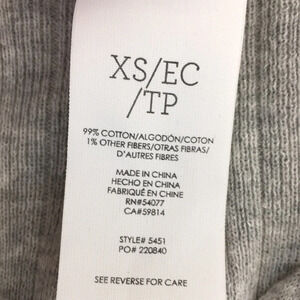 XS/EC
/TP
99% COTTON/ALGODÓN/COTON
1% OTHER FIBERS/OTRAS FIBRAS/
D'AUTRES FIBRES
MADE IN CHINA
HECHO EN CHINA
FABRIQUÉ EN CHINE
RN#54077
CA#59814
STYLE# 5451
PO# 220840
SEE REVERSE FOR CARE